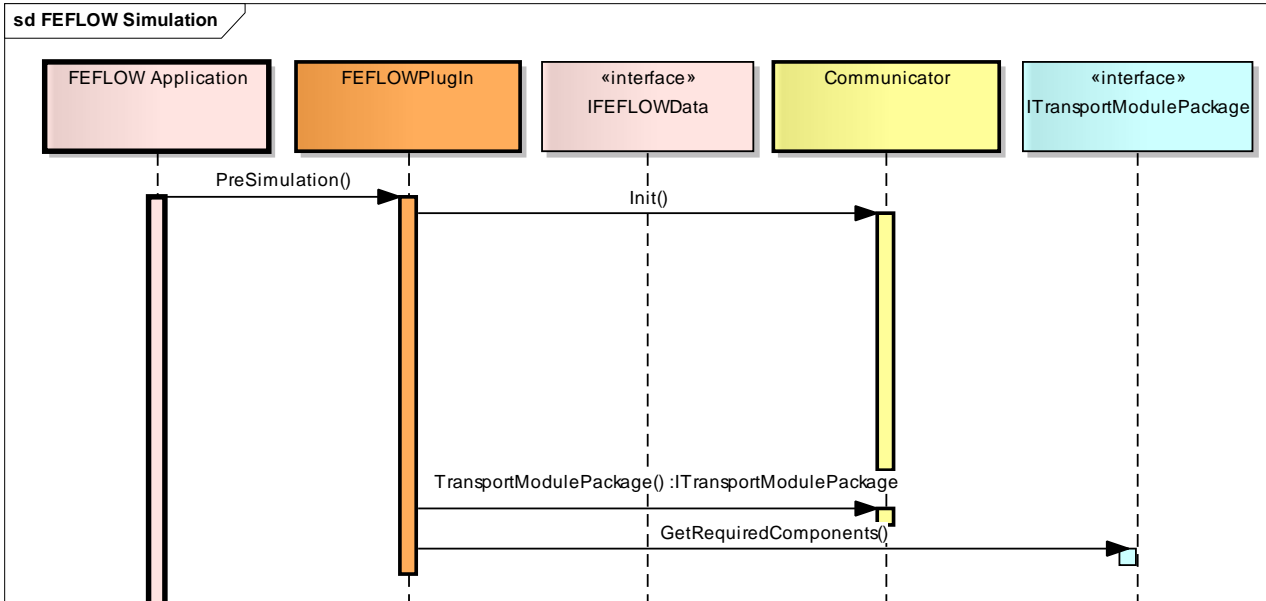 sd FEFLOW Simulation
FEFLOW Application
FEFLOWPlugIn
«interface»
IFEFLOWData
Communicator
«interface»
ITransportModulePackage
PreSimulation()
Init()
TransportModulePackage() :ITransportModulePackage
GetRequiredComponents()